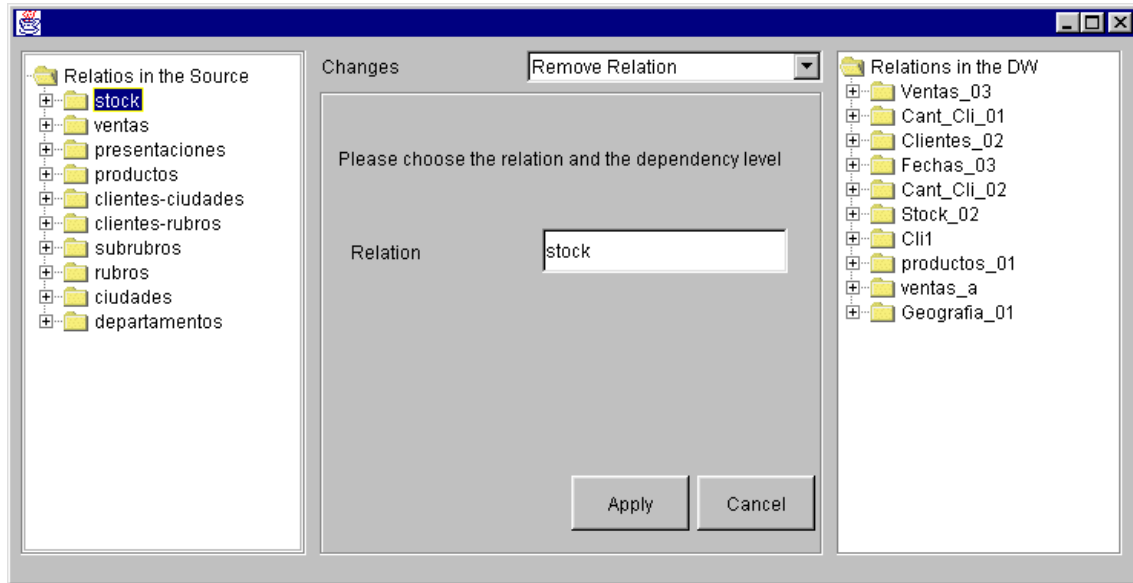 Relatios in the Source
stock
ventas
presentaciones
productos
clientes-ciudades
clientes-rubros
subrubros
rubros
ciudades
departamentos
Changes
Remove Relation
Please choose the relation and the dependency level
Relation
stock
Apply
Cancel
Relations in the DW
Ventas_03
Cant_Cli_01
Clientes_02
Fechas_03
Cant_Cli_02
Stock_02
Cli1
productos_01
ventas_a
Geografia_01